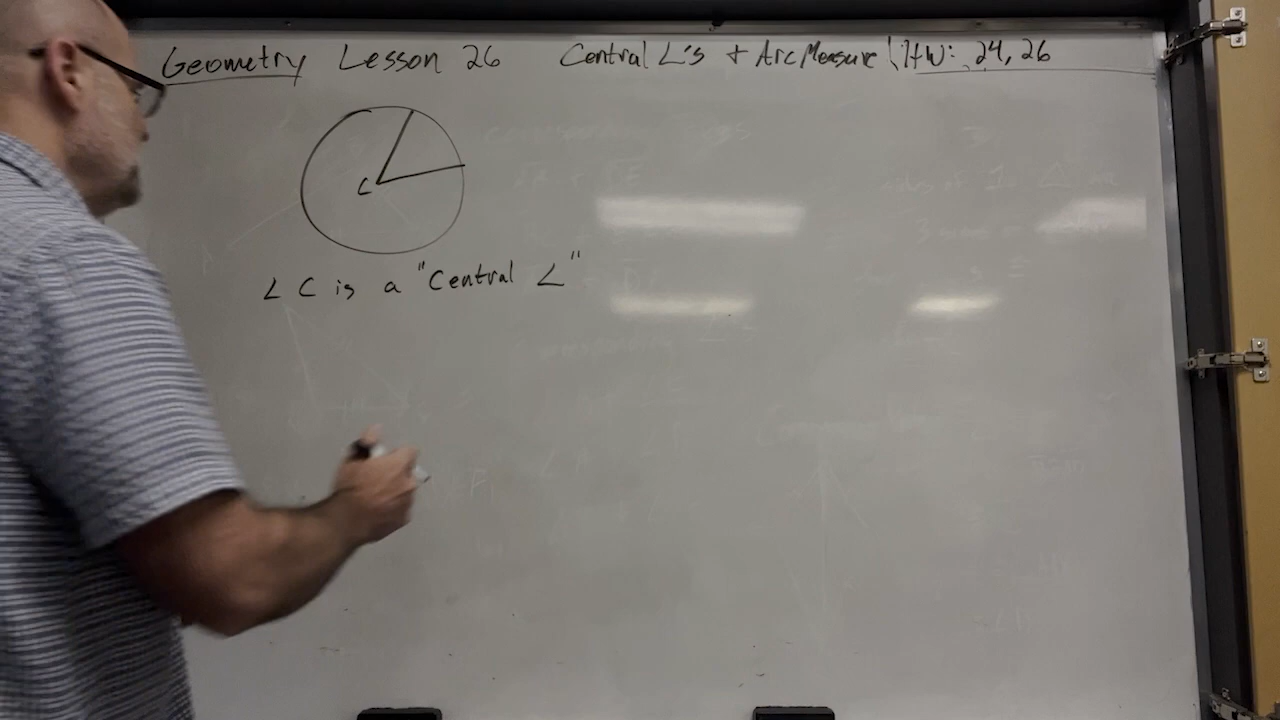 Geometry Lesson 26 Central ∠'s + Arc Measure | HW: 24, 26
C
∠ C is a "Central ∠"